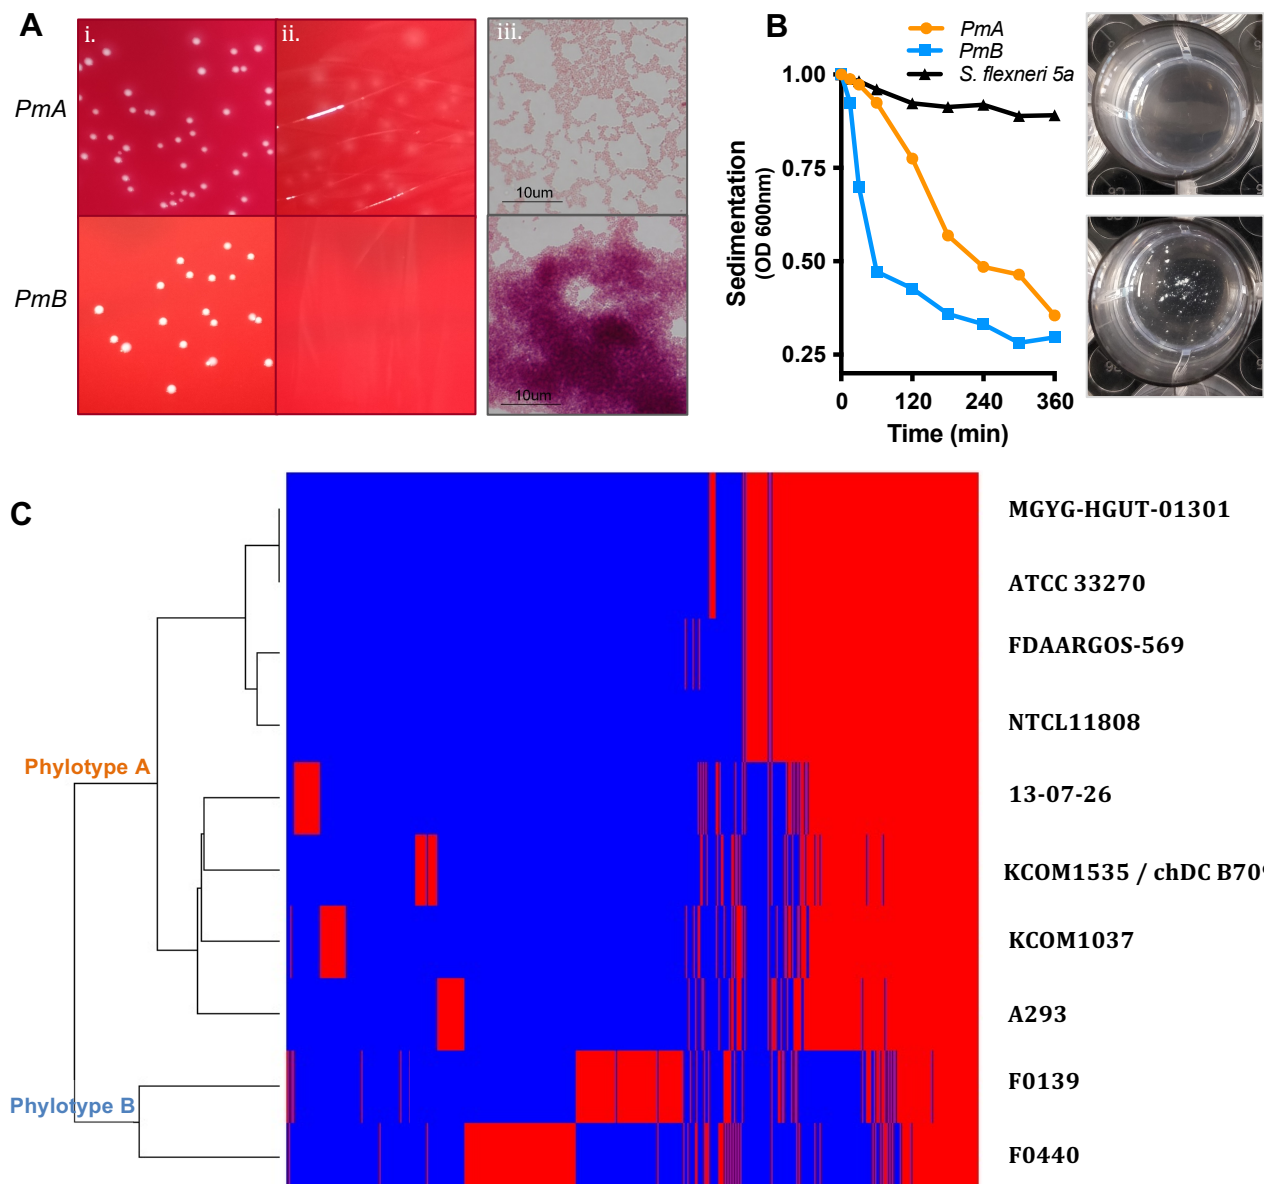 A
i.
ii.
iii.
PmA
10um
PmB
10um
B
PmA
PmB
S. flexneri 5a
Sedimentation
(OD 600nm)
1.00
0.75
0.50
0.25
0
120
240
360
Time (min)
C
MGYG-HGUT-01301
ATCC 33270
FDAARGOS-569
NTCL11808
Phylotype A
13-07-26
KCOM1535 / chDC B709
KCOM1037
A293
Phylotype B
F0139
F0440